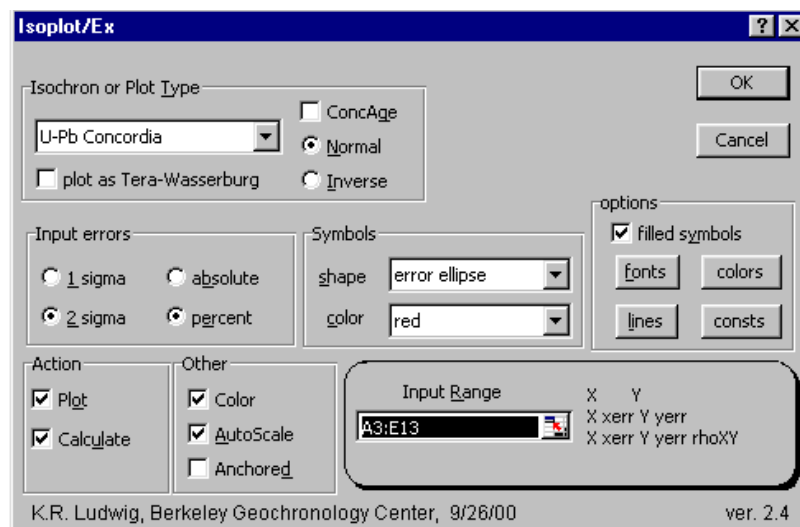 Isoplot/Ex
Isochron or Plot Type
U-Pb Concordia
plot as Tera-Wasserburg
ConcAge
Normal
Inverse
OK
Cancel
Input errors
1 sigma
absolute
2 sigma
percent
Symbols
shape
error ellipse
color
red
options
filled symbols
fonts
colors
lines
consts
Action
Plot
Calculate
Other
Color
AutoScale
Anchored
Input Range
A3:E13
X Y
X xerr Y yerr
X xerr Y yerr rhoXY
K.R. Ludwig, Berkeley Geochronology Center, 9/26/00
ver. 2.4